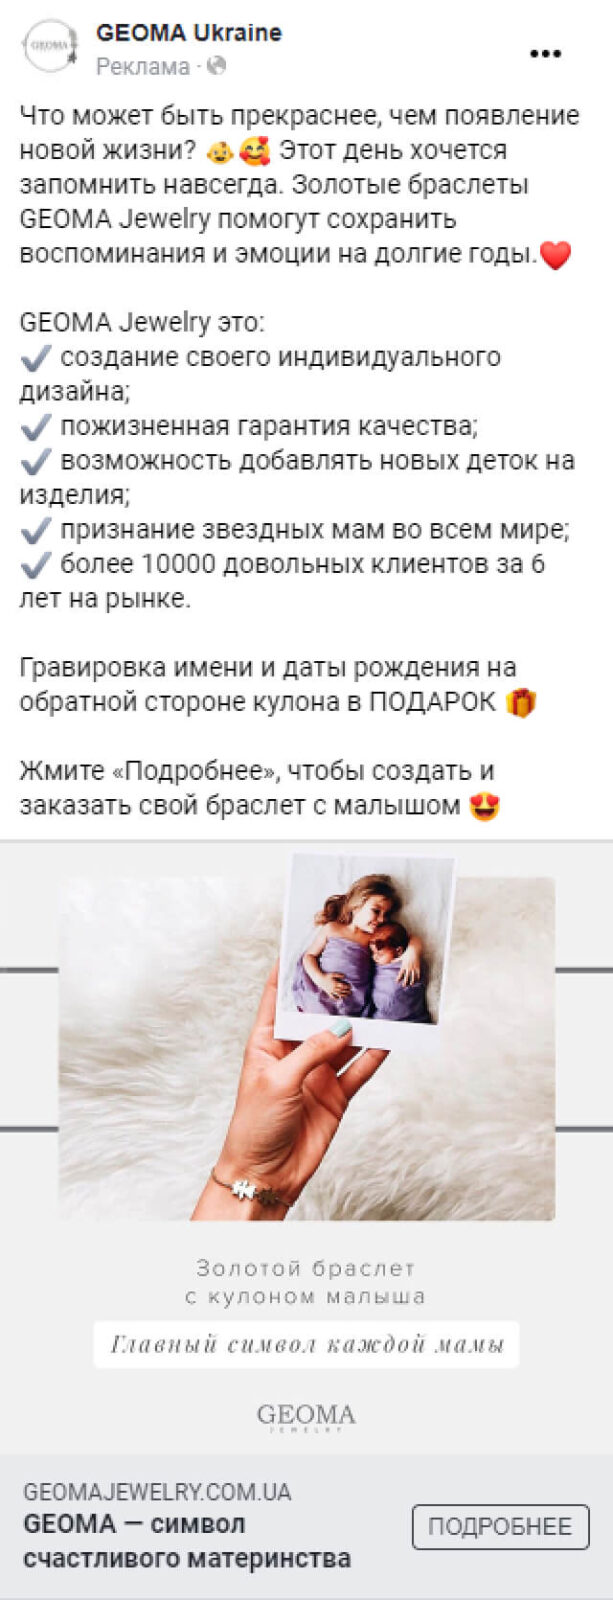 GEOMA
GEOMA Ukraine
Реклама ·
Что может быть прекраснее, чем появление
новой жизни? 👶🥰 Этот день хочется
запомнить навсегда. Золотые браслеты
GEOMA Jewelry помогут сохранить
воспоминания и эмоции на долгие годы.❤️
GEOMA Jewelry это:
✔️ создание своего индивидуального
дизайна;
✔️ пожизненная гарантия качества;
✔️ возможность добавлять новых деток на
изделия;
✔️ признание звездных мам во всем мире;
✔️ более 10000 довольных клиентов за 6
лет на рынке.
Гравировка имени и даты рождения на
обратной стороне кулона в ПОДАРОК 🎁
Жмите «Подробнее», чтобы создать и
заказать свой браслет с малышом 😍
Золотой браслет
с кулоном малыша
Главный символ каждой мамы
GEOMA
JEWELRY
GEOMAJEWELRY.COM.UA
GEOMA — символ
счастливого материнства
ПОДРОБНЕЕ